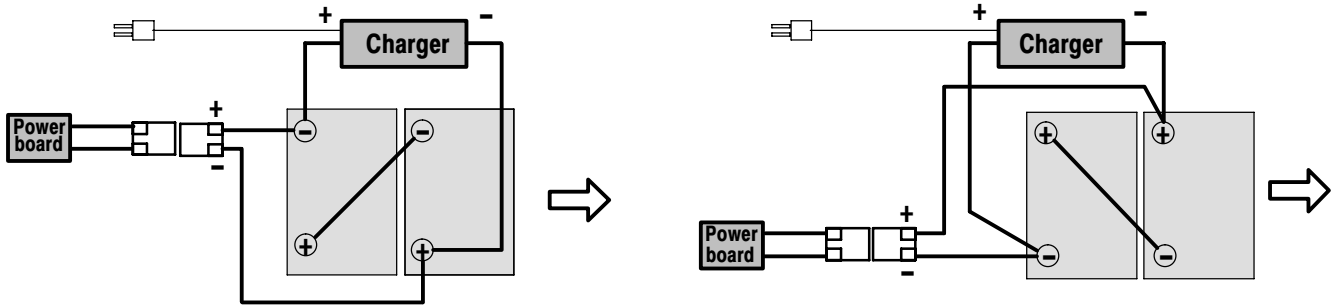 + -
Charger
+
Power
board
-
- -
+ +
+ -
Charger
+ +
+
Power
board
-
- -